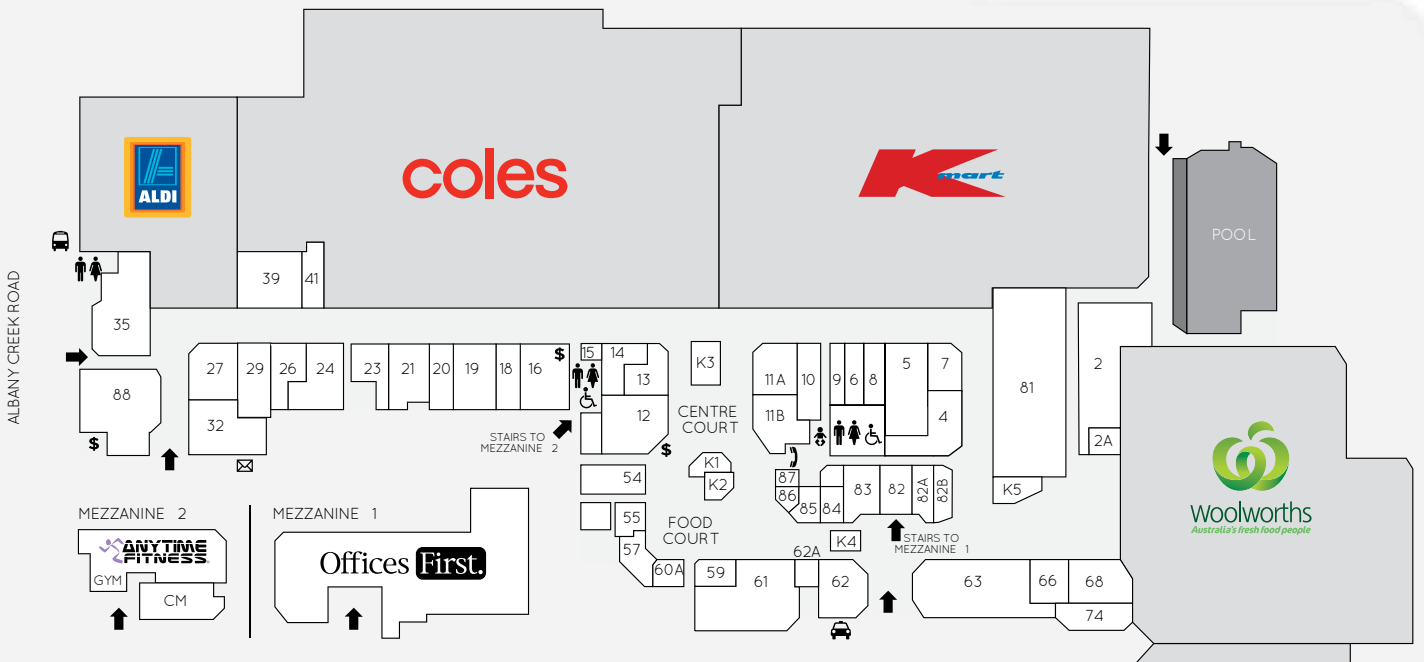 ALDI
coles
K mart
POOL
ALBANY CREEK ROAD
39
41
35
88
$
27
29
26
24
32
23
21
20
19
18
16
$
15
14
13
12
$
STAIRS TO
MEZZANINE 2
K3
CENTRE
COURT
K1
K2
11A
11B
10
9
6
8
5
7
4
81
K5
2
2A
Woolworths
Australia's fresh food people
54
55
57
60A
FOOD
COURT
87
86
85
84
83
82
82A
82B
K4
STAIRS TO
MEZZANINE 1
59
61
62A
62
63
66
68
74
MEZZANINE 2
ANYTIME
FITNESS
GYM
CM
MEZZANINE 1
Offices First.